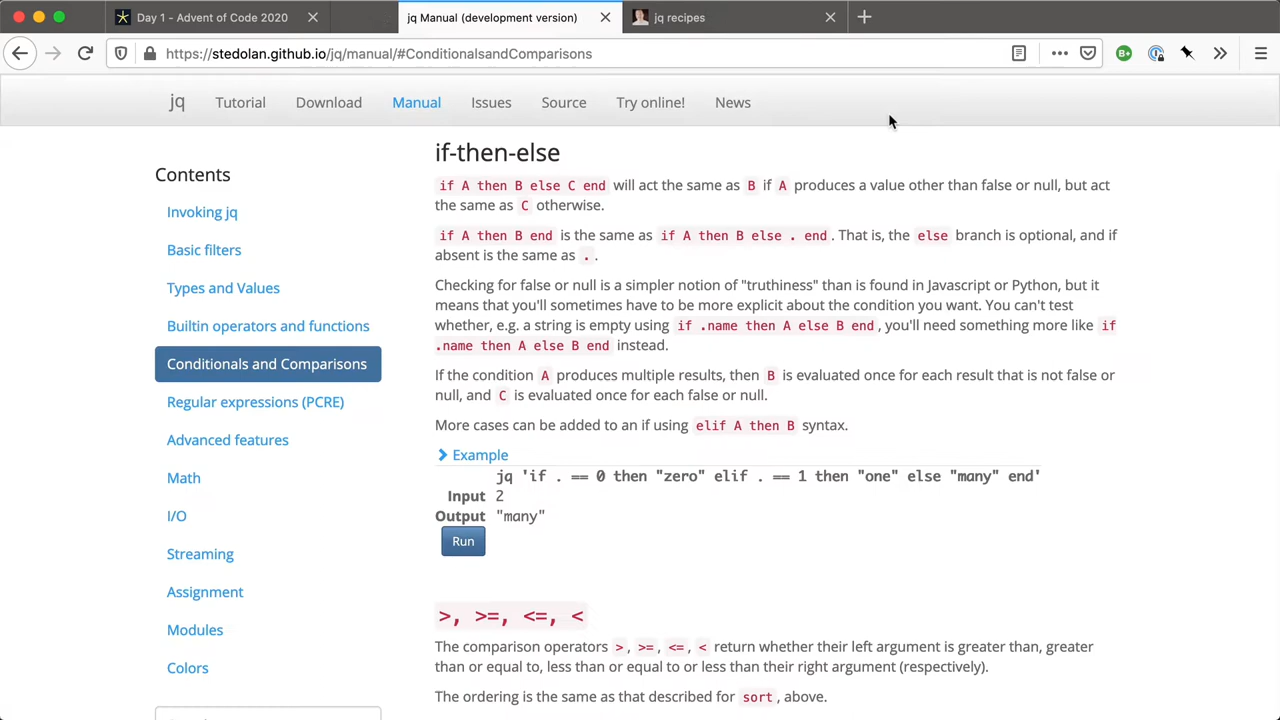 Day 1 - Advent of Code 2020
jq Manual (development version)
jq recipes
https://stedolan.github.io/jq/manual/#ConditionalsandComparisons
jq Tutorial Download Manual Issues Source Try online! News
Contents
Invoking jq
Basic filters
Types and Values
Builtin operators and functions
Conditionals and Comparisons
Regular expressions (PCRE)
Advanced features
Math
I/O
Streaming
Assignment
Modules
Colors
if-then-else
if A then B else C end will act the same as B if A produces a value other than false or null, but act
the same as C otherwise.
if A then B end is the same as if A then B else . end. That is, the else branch is optional, and if
absent is the same as ..
Checking for false or null is a simpler notion of "truthiness" than is found in Javascript or Python, but it
means that you'll sometimes have to be more explicit about the condition you want. You can't test
whether, e.g. a string is empty using if .name then A else B end, you'll need something more like if
.name then A else B end instead.
If the condition A produces multiple results, then B is evaluated once for each result that is not false or
null, and C is evaluated once for each false or null.
More cases can be added to an if using elif A then B syntax.
Example
jq 'if . == 0 then "zero" elif . == 1 then "one" else "many" end'
Input 2
Output "many"
Run
>, >=, <=, <
The comparison operators >, >=, <=, < return whether their left argument is greater than, greater
than or equal to, less than or equal to or less than their right argument (respectively).
The ordering is the same as that described for sort, above.